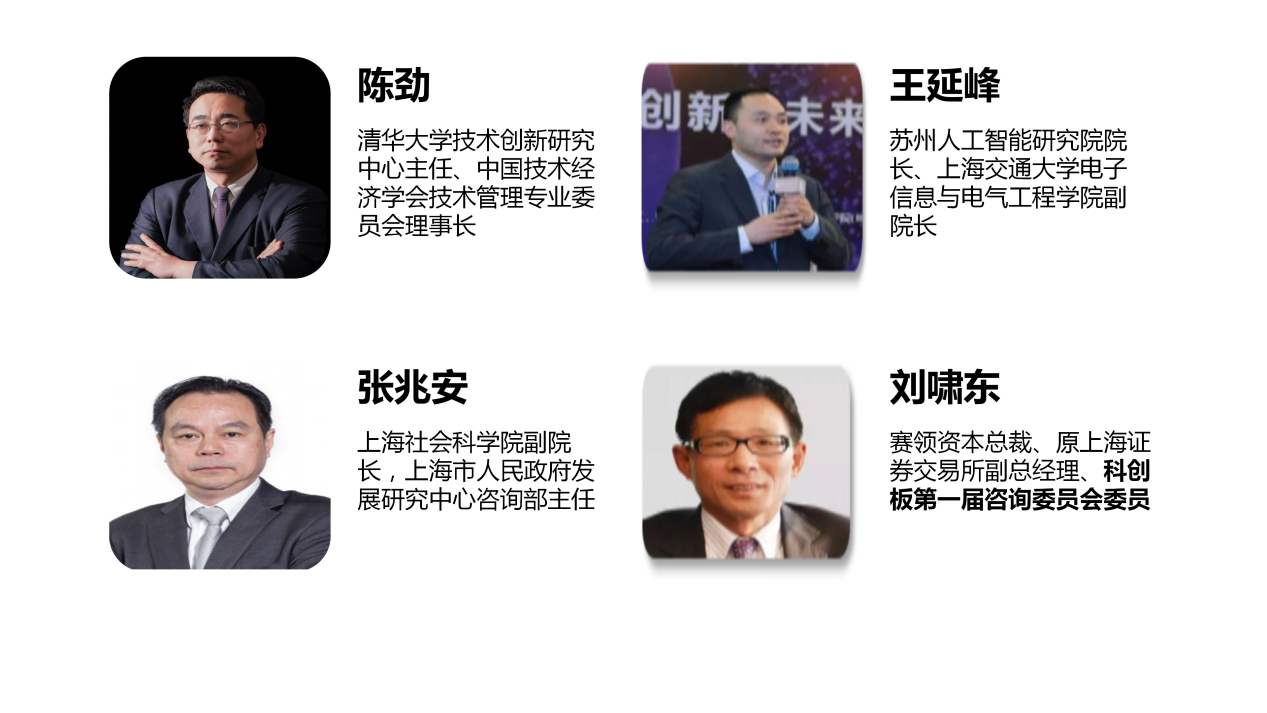 陈劲
清华大学技术创新研究
中心主任、中国技术经
济学会技术管理专业委
员会理事长
创新
未来
王延峰
苏州人工智能研究院院
长、上海交通大学电子
信息与电气工程学院副
院长
张兆安
上海社会科学院副院
长，上海市人民政府发
展研究中心咨询部主任
刘啸东
赛领资本总裁、原上海证
券交易所副总经理、科创
板第一届咨询委员会委员